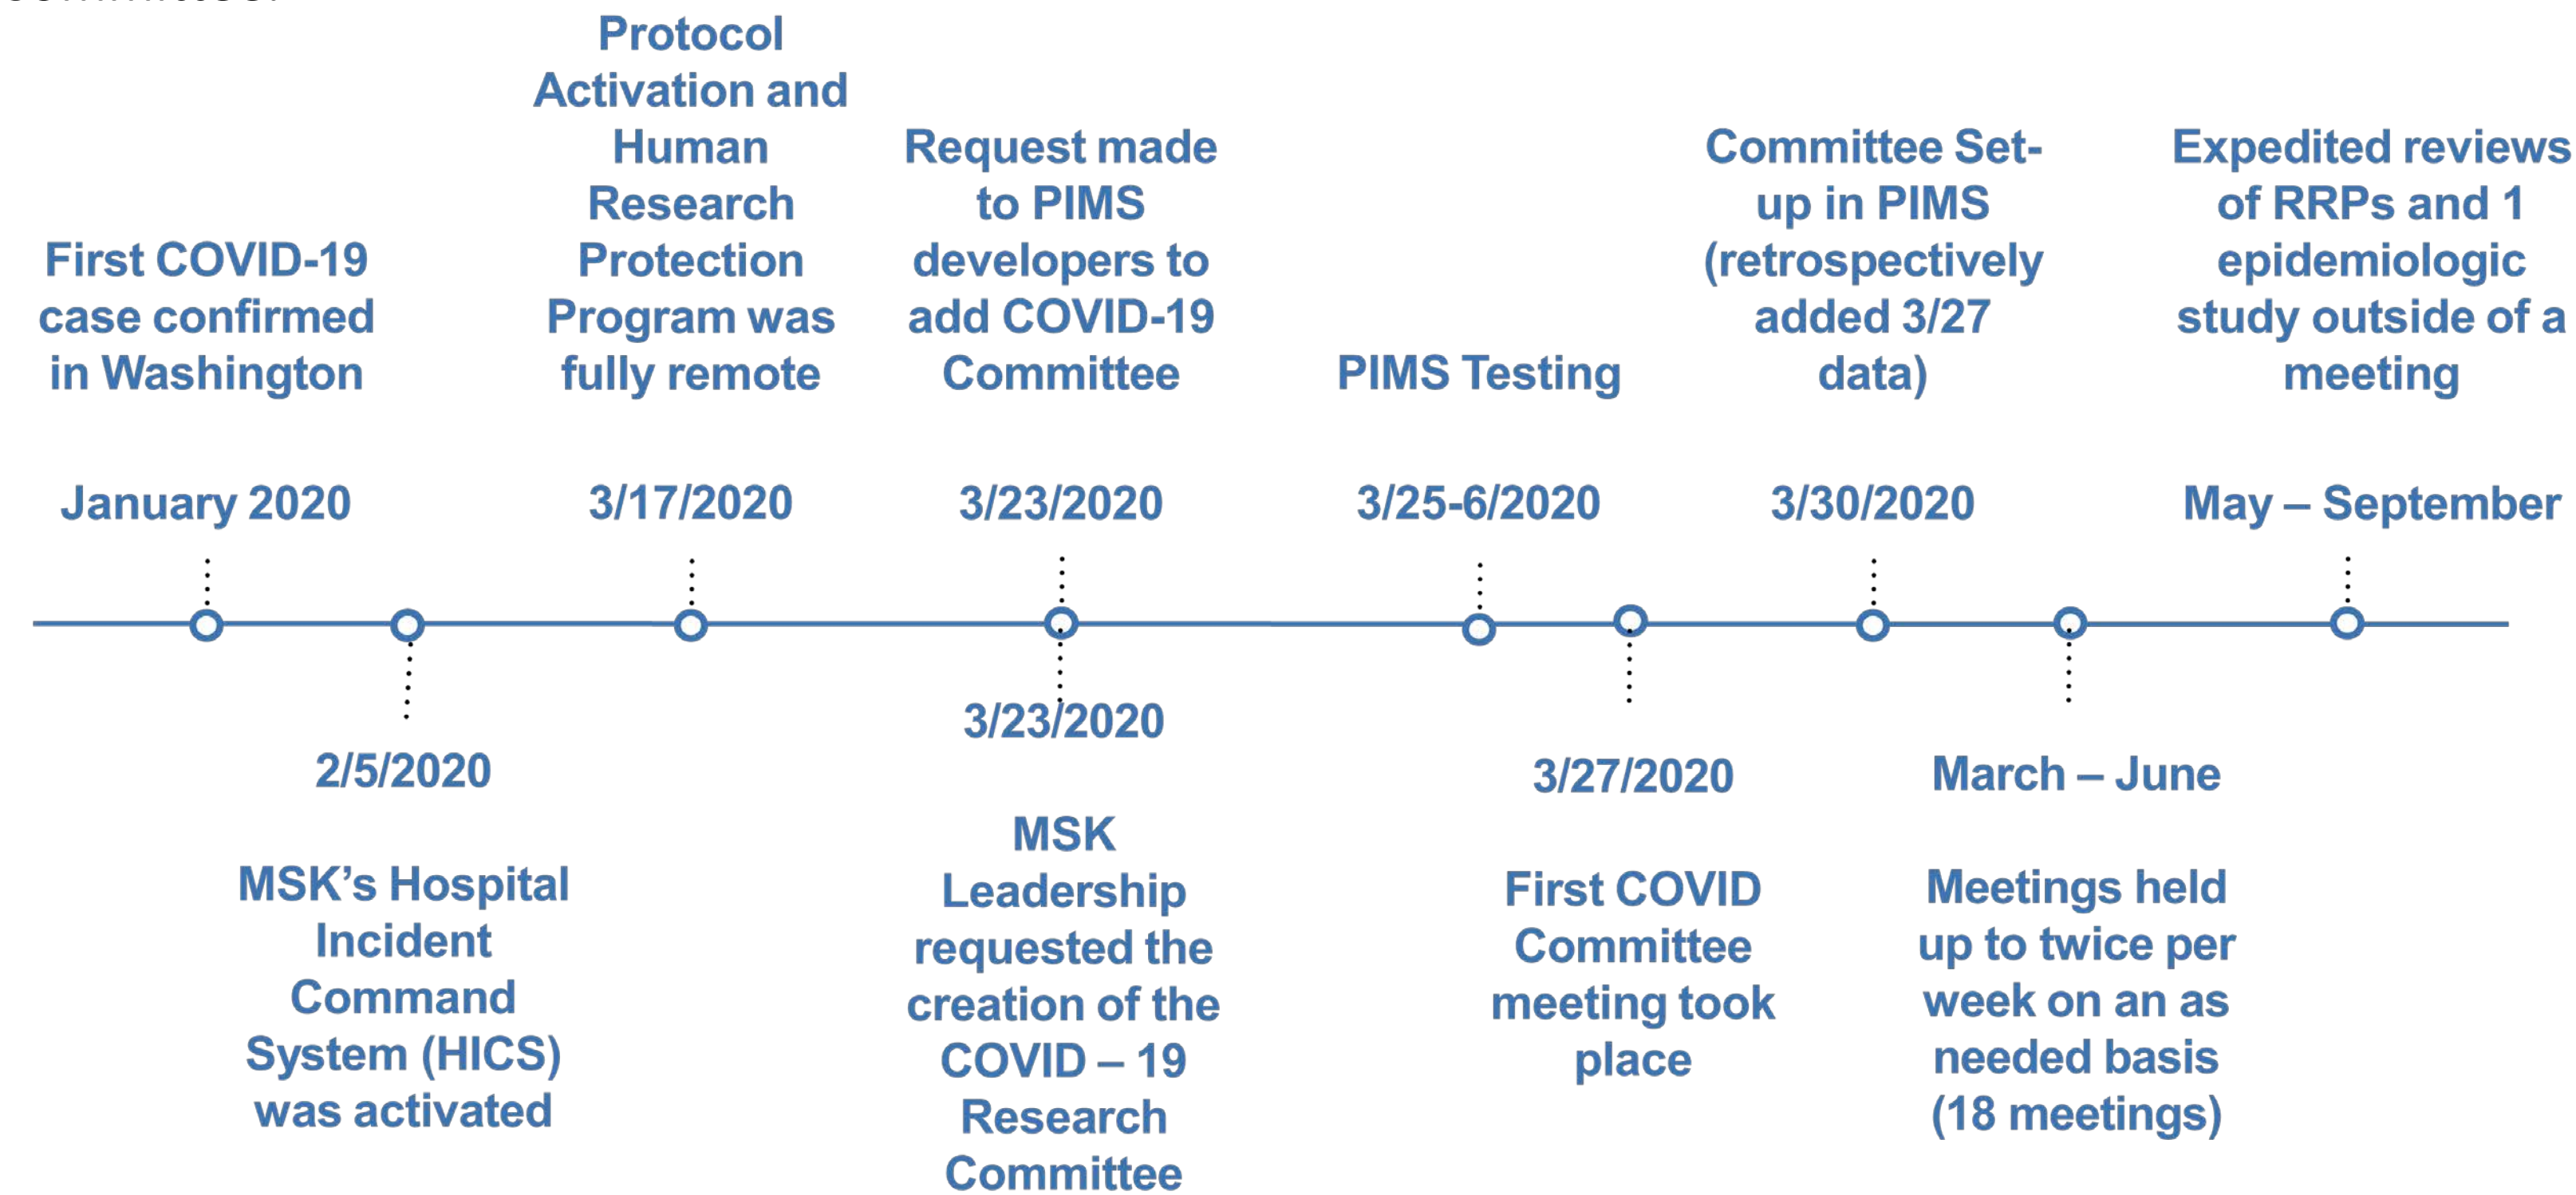 First COVID-19
case confirmed
in Washington
January 2020
2/5/2020
MSK’s Hospital
Incident
Command
System (HICS)
was activated
Protocol
Activation and
Human
Research
Protection
Program was
fully remote
3/17/2020
Request made
to PIMS
developers to
add COVID-19
Committee
3/23/2020
3/23/2020
MSK
Leadership
requested the
creation of the
COVID – 19
Research
Committee
PIMS Testing
3/25-6/2020
3/27/2020
First COVID
Committee
meeting took
place
Committee Set-
up in PIMS
(retrospectively
added 3/27
data)
3/30/2020
March – June
Meetings held
up to twice per
week on an as
needed basis
(18 meetings)
Expedited reviews
of RRPs and 1
epidemiologic
study outside of a
meeting
May – September